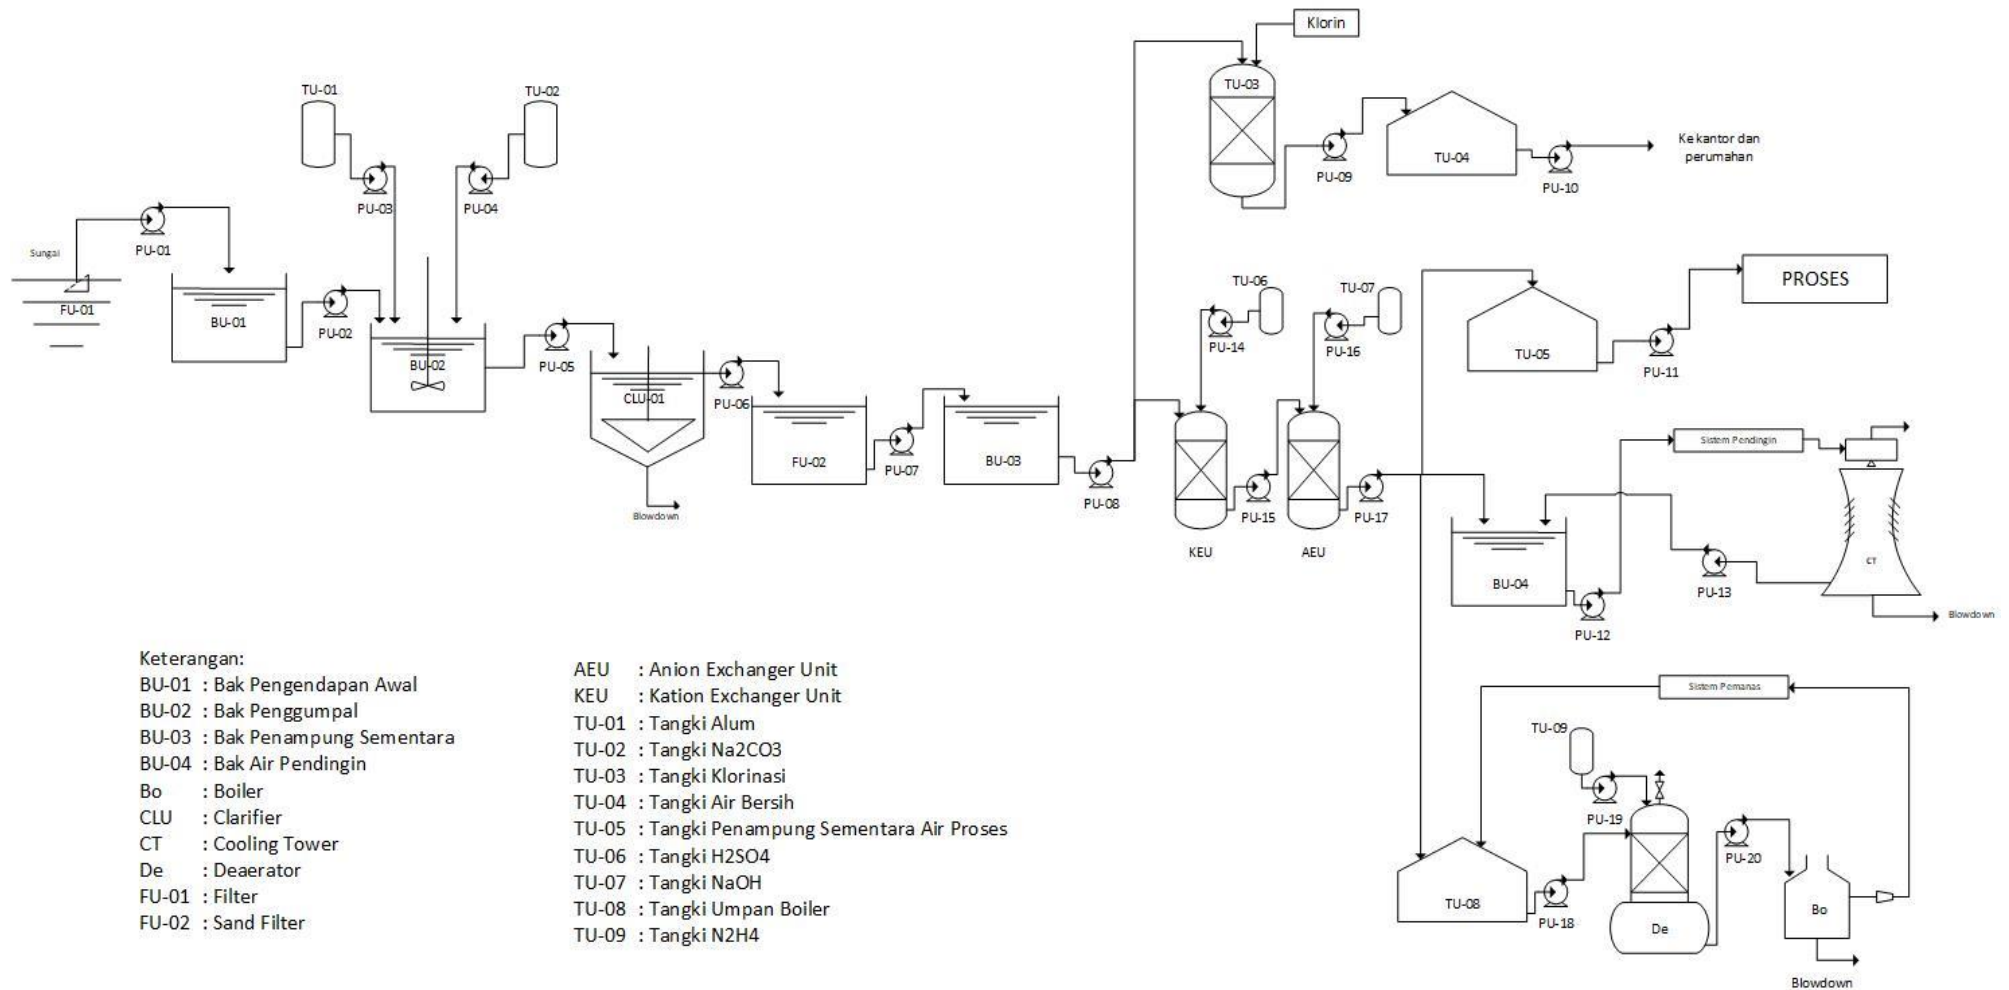 Klorin
TU-03
TU-01
TU-02
PU-09
TU-04
PU-10
Ke kantor dan
perumahan
PU-03
PU-04
Sungai
PU-01
FU-01
BU-01
PU-02
BU-02
PU-05
CLU-01
PU-06
FU-02
PU-07
BU-03
PU-08
Blowdown
TU-06
TU-07
PU-14
PU-16
TU-05
PU-11
PROSES
KEU
PU-15
AEU
PU-17
Sistem Pendingin
BU-04
PU-12
PU-13
CT
Blowdown
Sistem Pemanas
TU-09
PU-19
PU-20
TU-08
PU-18
De
Bo
Blowdown
Keterangan:
BU-01 : Bak Pengendapan Awal
BU-02 : Bak Penggumpal
BU-03 : Bak Penampung Sementara
BU-04 : Bak Air Pendingin
Bo : Boiler
CLU : Clarifier
CT : Cooling Tower
De : Deaerator
FU-01 : Filter
FU-02 : Sand Filter
AEU : Anion Exchanger Unit
KEU : Kation Exchanger Unit
TU-01 : Tangki Alum
TU-02 : Tangki Na2CO3
TU-03 : Tangki Klorinasi
TU-04 : Tangki Air Bersih
TU-05 : Tangki Penampung Sementara Air Proses
TU-06 : Tangki H2SO4
TU-07 : Tangki NaOH
TU-08 : Tangki Umpan Boiler
TU-09 : Tangki N2H4